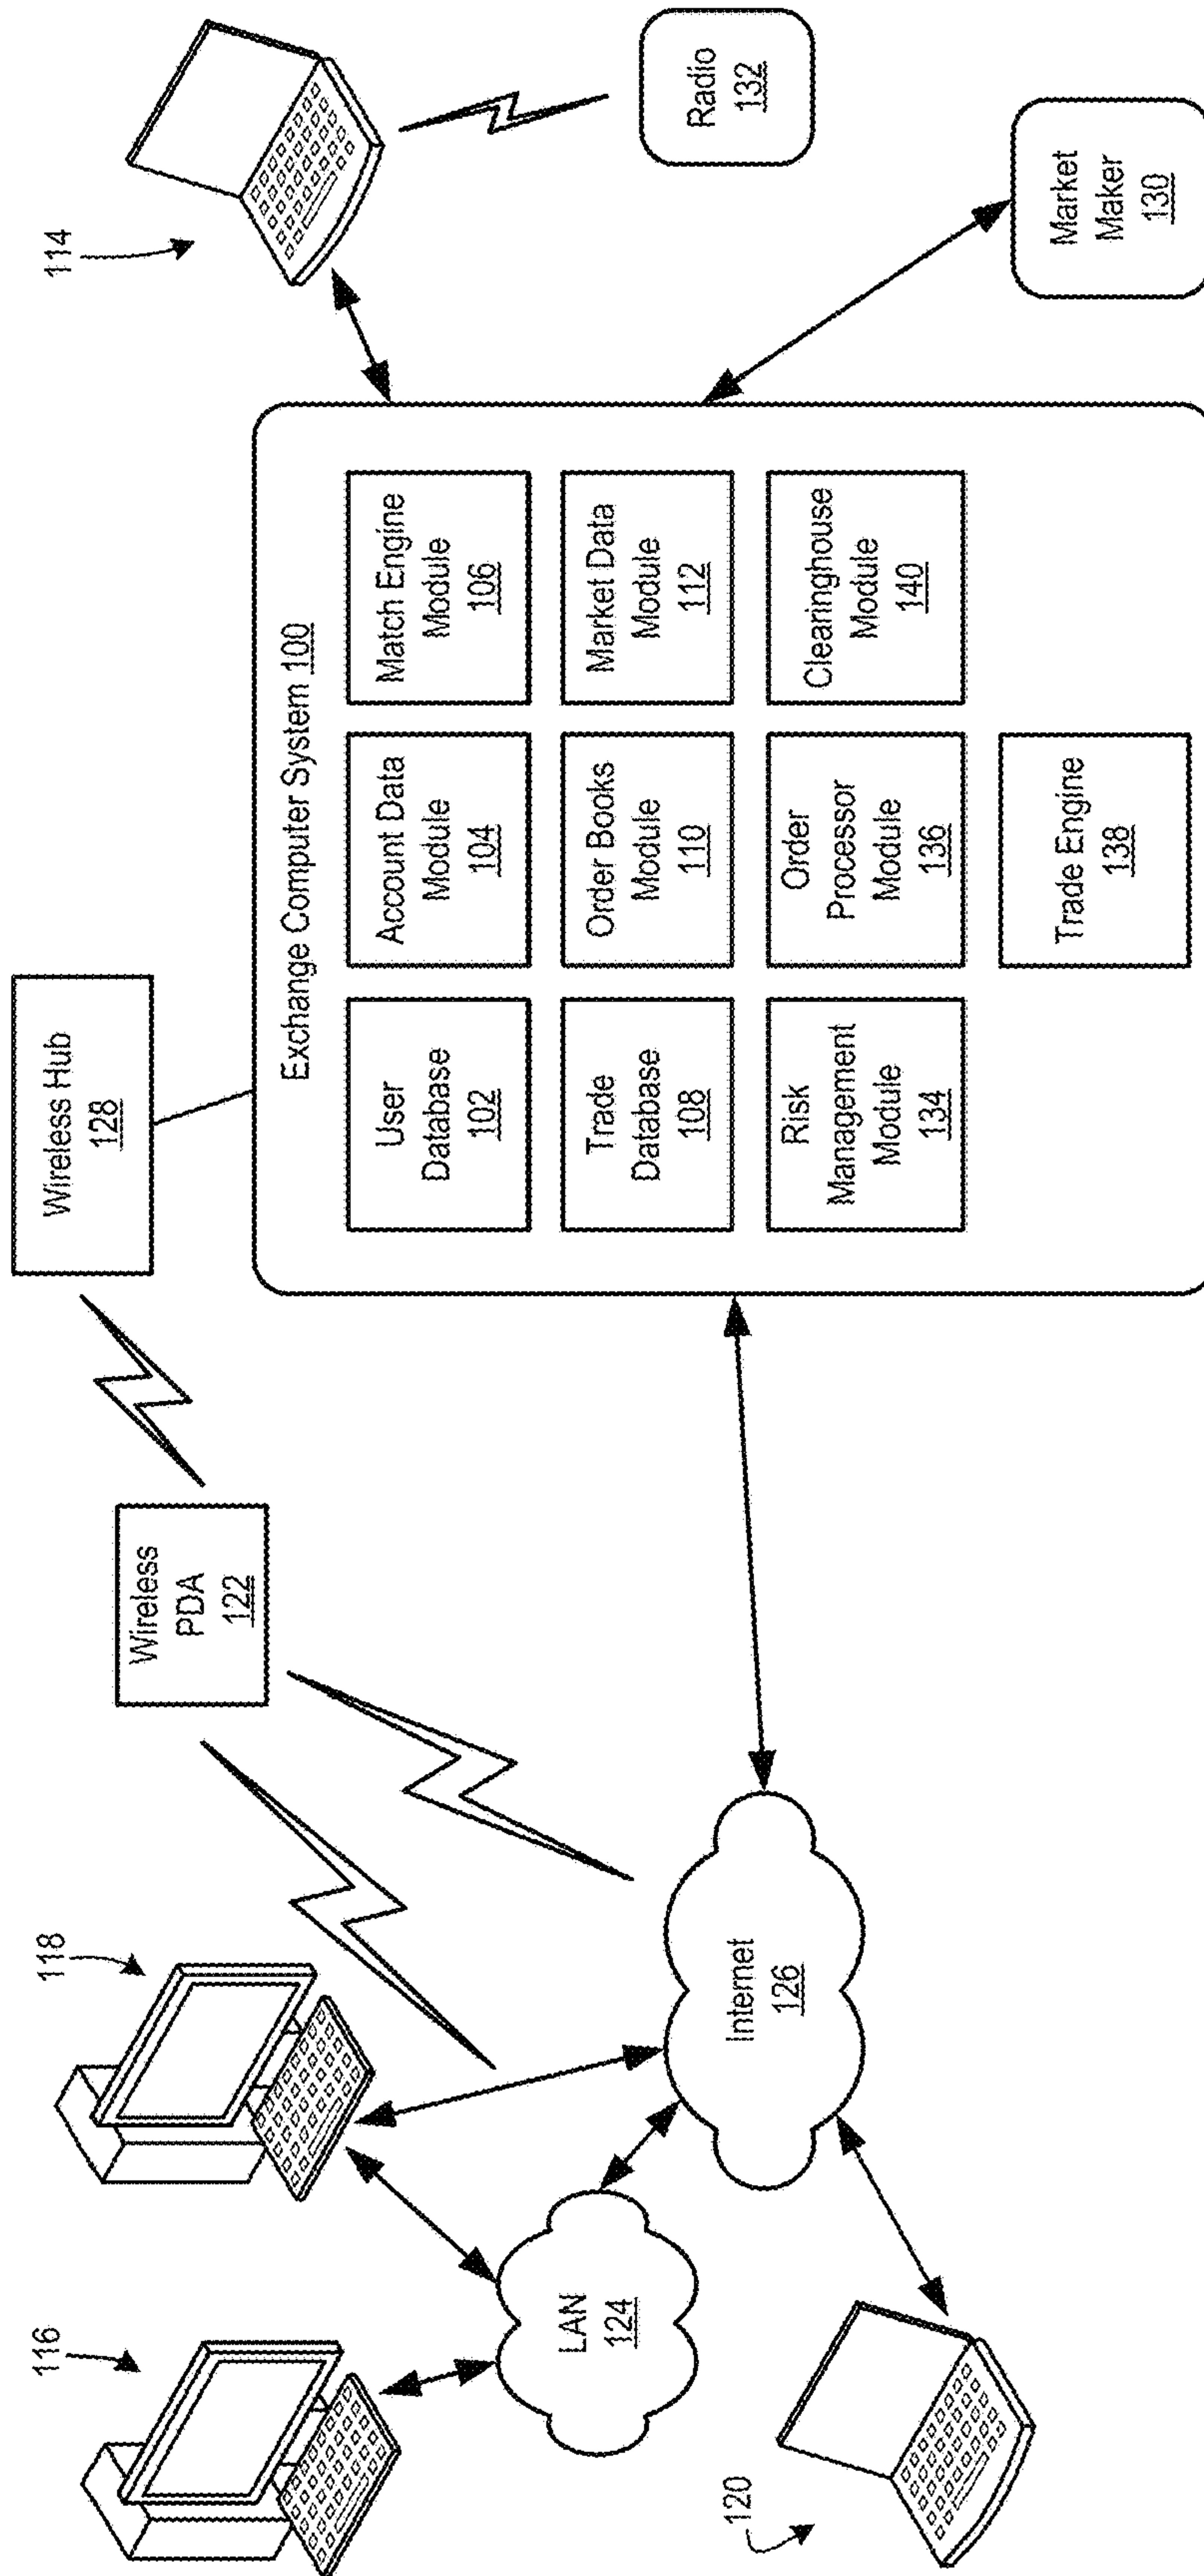 116
118
Wireless
PDA
122
Wireless Hub
128
114
Radio
132
Market
Maker
130
Exchange Computer System 100
User
Database
102
Account Data
Module
104
Match Engine
Module
106
Trade
Database
108
Order Books
Module
110
Market Data
Module
112
Risk
Management
Module
134
Order
Processor
Module
136
Clearinghouse
Module
140
Trade Engine
138
LAN
124
Internet
126
120